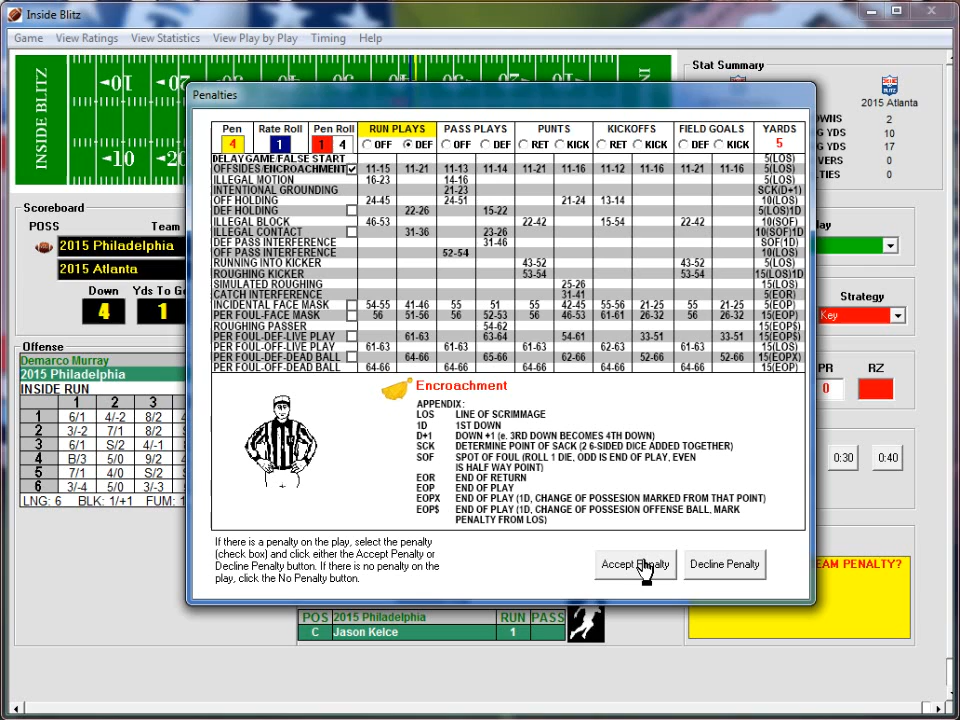 Inside Blitz
Game View Ratings View Statistics View Play by Play Timing Help
INSIDE BLITZ
Stat Summary
2015 Atlanta
OWNS 2
G YDS 10
G YDS 17
VERS 0
LTIES 0
Scoreboard
POSS Team
2015 Philadelphia
2015 Atlanta
Down Yds To Go
4 1
Offense
Demarco Murray
2015 Philadelphia
INSIDE RUN
1 2 3
1 6/1 4/-2 8/2
2 3/-2 7/1 8/2
3 6/1 S/2 4/-1
4 B/3 5/0 9/2
5 7/1 4/0 S/2
6 3/-4 5/0 3/-3
LNG: 6 BLK: 1/+1 FUM: 1
Penalties
Pen Rate Roll Pen Roll RUN PLAYS PASS PLAYS PUNTS KICKOFFS FIELD GOALS YARDS
4 1 1 4 OFF DEF OFF DEF RET KICK RET KICK DEF KICK 5
DELAY GAME/FALSE START 5(LOS)
OFFSIDES/ENCROACHMENT 11-15 11-21 11-13 11-14 11-21 11-16 11-12 11-16 11-21 11-16 5(LOS)
ILLEGAL MOTION 16-23 14-16 5(LOS)
INTENTIONAL GROUNDING 21-23 SCK(D+1)
OFF HOLDING 24-45 24-51 21-24 13-14 10(LOS)
DEF HOLDING 22-26 15-22 5(LOS)1D
ILLEGAL BLOCK 46-53 22-42 15-54 22-42 10(SOF)
ILLEGAL CONTACT 31-36 23-26 10(SOF)1D
DEF PASS INTERFERENCE 31-46 SOF(1D)
OFF PASS INTERFERENCE 52-54 10(LOS)
RUNNING INTO KICKER 43-52 43-52 5(LOS)
ROUGHING KICKER 53-54 53-54 15(LOS)1D
SIMULATED ROUGHING 25-26 15(LOS)
CATCH INTERFERENCE 31-41 5(EOR)
INCIDENTAL FACE MASK 54-55 41-46 55 51 55 42-45 55-56 21-25 55 21-25 5(EOP)
PER FOUL-FACE MASK 56 51-56 56 52-53 56 46-53 61-61 26-32 56 26-32 15(EOP)
ROUGHING PASSER 54-62 15(EOP$)
PER FOUL-DEF-LIVE PLAY 61-63 63-64 54-61 33-51 33-51 15(EOP)
PER FOUL-OFF-LIVE PLAY 61-63 61-63 61-63 62-63 61-63 15(LOS)
PER FOUL-DEF-DEAD BALL 64-66 65-66 62-66 52-66 52-66 15(EOPX)
PER FOUL-OFF-DEAD BALL 64-66 64-66 64-66 64-66 64-66 15(EOP)
Encroachment
APPENDIX:
LOS LINE OF SCRIMMAGE
1D 1ST DOWN
D+1 DOWN +1 (e. 3RD DOWN BECOMES 4TH DOWN)
SCK DETERMINE POINT OF SACK (2 6-SIDED DICE ADDED TOGETHER)
SOF SPOT OF FOUL (ROLL 1 DIE, ODD IS END OF PLAY, EVEN
IS HALF WAY POINT)
EOR END OF RETURN
EOP END OF PLAY
EOPX END OF PLAY (1D, CHANGE OF POSSESION MARKED FROM THAT POINT)
EOP$ END OF PLAY (1D, CHANGE OF POSSESION OFFENSE BALL, MARK
PENALTY FROM LOS)
If there is a penalty on the play, select the penalty
(check box) and click either the Accept Penalty or
Decline Penalty button. If there is no penalty on the
play, click the No Penalty button.
Accept Penalty Decline Penalty
lay
Strategy
Key
PR RZ
0
0:30 0:40
EAM PENALTY?
POS 2015 Philadelphia RUN PASS
C Jason Kelce 1